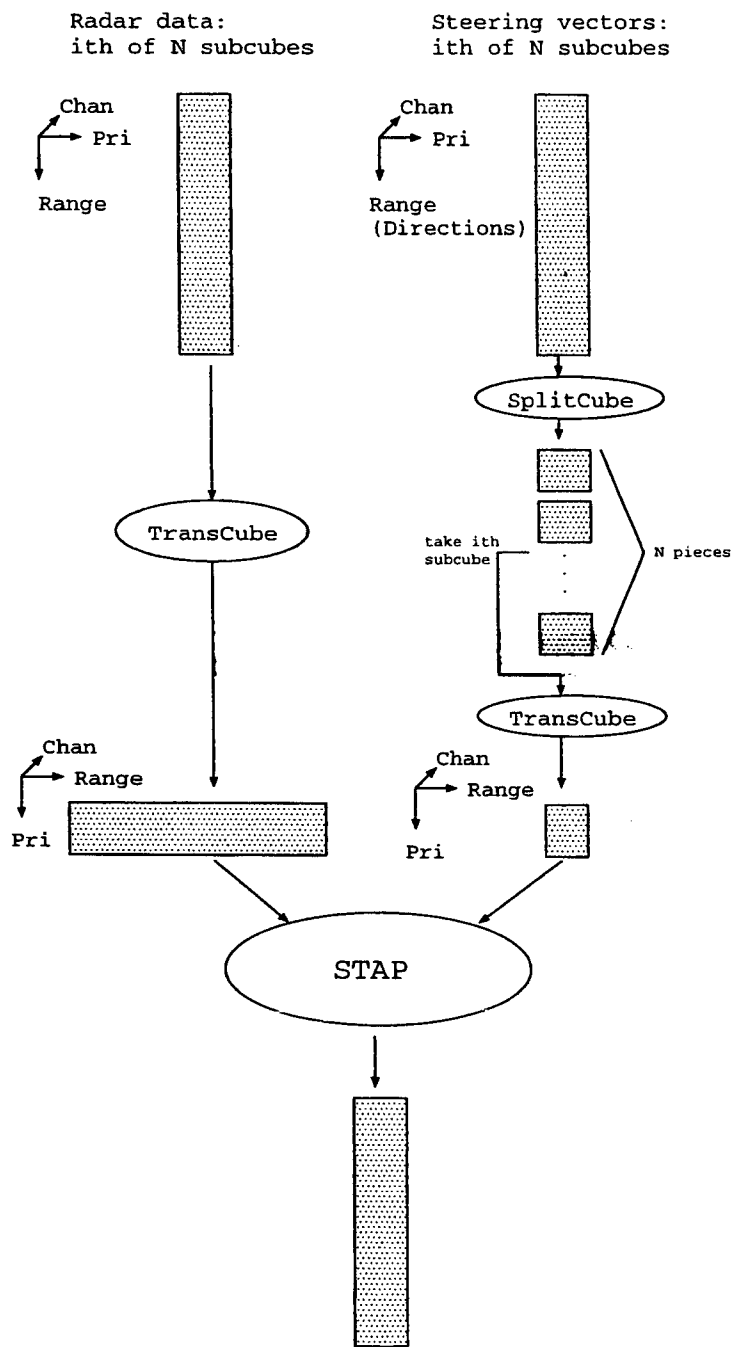 Radar data:
ith of N subcubes
Steering vectors:
ith of N subcubes
Chan
Pri
Range
Chan
Pri
Range
(Directions)
SplitCube
TransCube
take ith
subcube
N pieces
TransCube
Chan
Range
Pri
Chan
Range
Pri
STAP